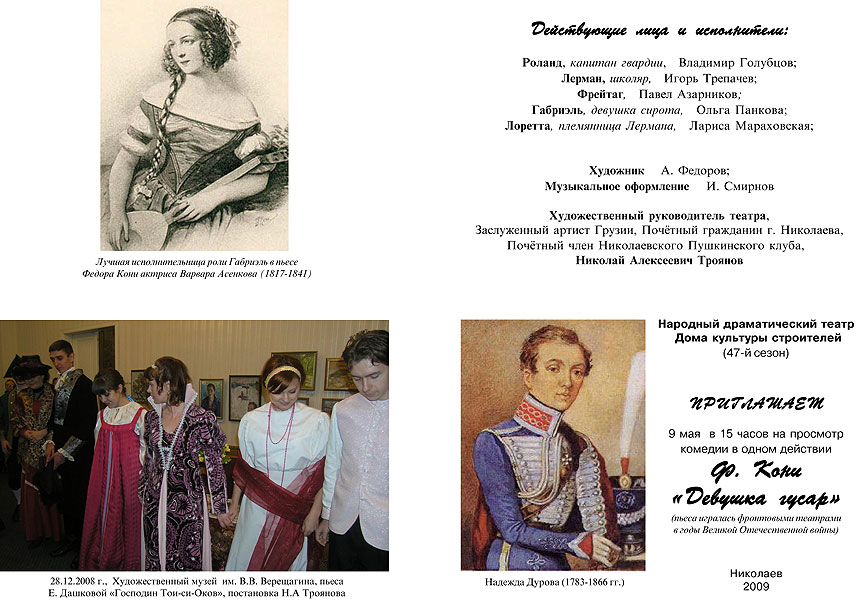 Лучшая исполнительница роли Габриэль в пьесе
Федора Кони актриса Варвара Асенкова (1817-1841)
Действующие лица и исполнители:
Роланд, капитан гвардии, Владимир Голубцов;
Лерман, школяр, Игорь Трепачев;
Фрейтаг, Павел Азарников;
Габриэль, девушка сирота, Ольга Панкова;
Лоретта, племянница Лермана, Лариса Мараховская;
Художник А. Федоров;
Музыкальное оформление И. Смирнов
Художественный руководитель театра,
Заслуженный артист Грузии, Почётный гражданин г. Николаева,
Почётный член Николаевского Пушкинского клуба,
Николай Алексеевич Троянов
28.12.2008 г., Художественный музей им. В.В. Верещагина, пьеса
Е. Дашковой «Господин Тои-си-Оков», постановка Н.А Троянова
Надежда Дурова (1783-1866 гг.)
Народный драматический театр
Дома культуры строителей
(47-й сезон)
ПРИГЛАШАЕТ
9 мая в 15 часов на просмотр
комедии в одном действии
Ф. Кони
«Девушка гусар»
(пьеса игралась фронтовыми театрами
в годы Великой Отечественной войны)
Николаев
2009